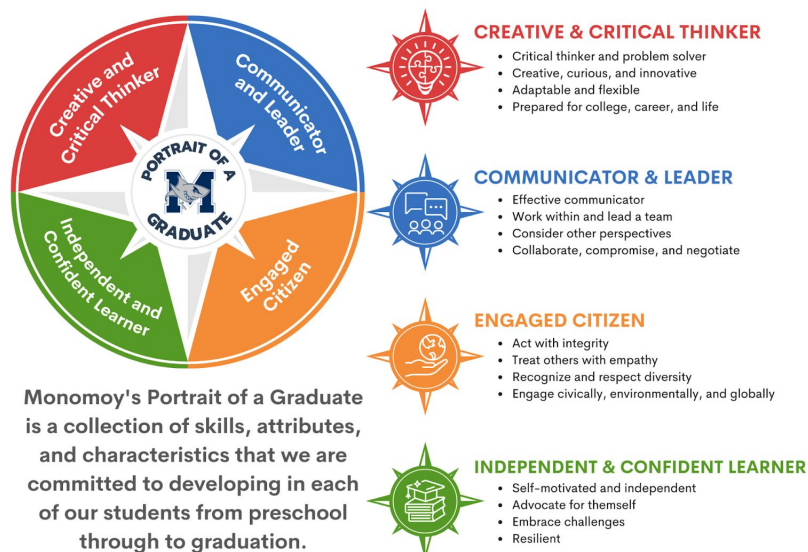 Creative and
Critical Thinker
Communicator
and Leader
PORTRAIT OF A
M
GRADUATE
Independent and
Confident Learner
Engaged
Citizen
Monomoy's Portrait of a Graduate
is a collection of skills, attributes,
and characteristics that we are
committed to developing in each
of our students from preschool
through to graduation.
CREATIVE & CRITICAL THINKER
• Critical thinker and problem solver
• Creative, curious, and innovative
• Adaptable and flexible
• Prepared for college, career, and life
COMMUNICATOR & LEADER
• Effective communicator
• Work within and lead a team
• Consider other perspectives
• Collaborate, compromise, and negotiate
ENGAGED CITIZEN
• Act with integrity
• Treat others with empathy
• Recognize and respect diversity
• Engage civically, environmentally, and globally
INDEPENDENT & CONFIDENT LEARNER
• Self-motivated and independent
• Advocate for themself
• Embrace challenges
• Resilient